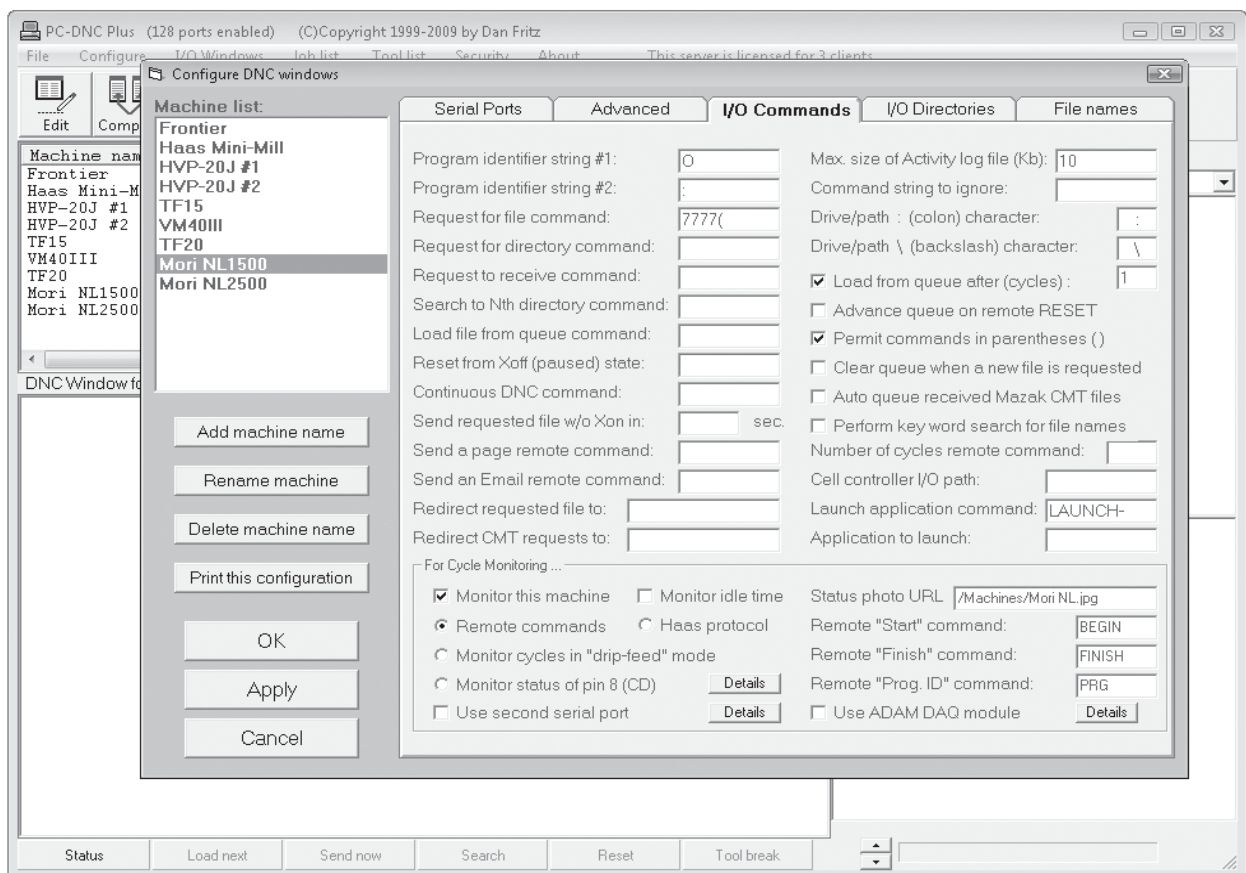 PC-DNC Plus (128 ports enabled) (C)Copyright 1999-2009 by Dan Fritz
File Configure I/O Windows Job list Tool list Security About This server is licensed for 3 clients
Edit
Comp
Machine nam
Frontier
Haas Mini-M
HVP-20J #1
HVP-20J #2
TF15
VM40III
TF20
Mori NL1500
Mori NL2500
DNC Window fo
Configure DNC windows
Machine list:
Frontier
Haas Mini-Mill
HVP-20J #1
HVP-20J #2
TF15
VM40III
TF20
Mori NL1500
Mori NL2500
Add machine name
Rename machine
Delete machine name
Print this configuration
OK
Apply
Cancel
Serial Ports Advanced I/O Commands I/O Directories File names
Program identifier string #1: O
Program identifier string #2: :
Request for file command: 7777(
Request for directory command:
Request to receive command:
Search to Nth directory command:
Load file from queue command:
Reset from Xoff (paused) state:
Continuous DNC command:
Send requested file w/o Xon in: sec.
Send a page remote command:
Send an Email remote command:
Redirect requested file to:
Redirect CMT requests to:
Max. size of Activity log file (Kb): 10
Command string to ignore:
Drive/path : (colon) character: :
Drive/path \ (backslash) character: \
Load from queue after (cycles) : 1
Advance queue on remote RESET
Permit commands in parentheses ( )
Clear queue when a new file is requested
Auto queue received Mazak CMT files
Perform key word search for file names
Number of cycles remote command:
Cell controller I/O path:
Launch application command: LAUNCH-
Application to launch:
For Cycle Monitoring ...
Monitor this machine Monitor idle time
Remote commands Haas protocol
Monitor cycles in "drip-feed" mode
Monitor status of pin 8 (CD) Details
Use second serial port Details
Status photo URL /Machines/Mori NL.jpg
Remote "Start" command: BEGIN
Remote "Finish" command: FINISH
Remote "Prog. ID" command: PRG
Use ADAM DAQ module Details
Status Load next Send now Search Reset Tool break